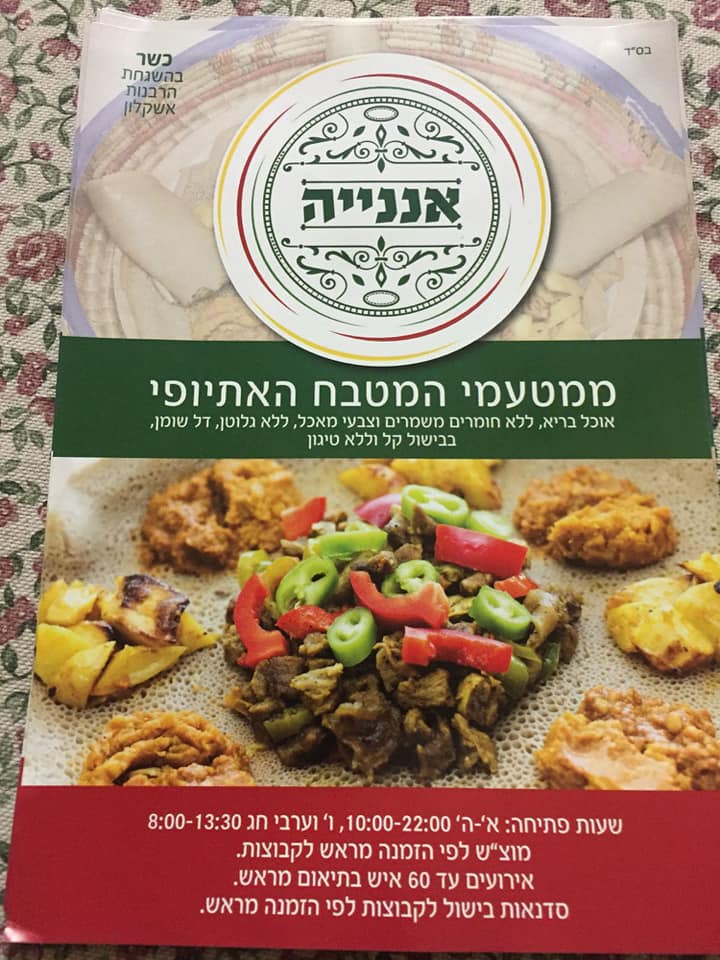 בס"ד
כשר
בהשגחת
הרבנות
אשקלון
אננייה
ממטעמי המטבח האתיופי
אוכל בריא, ללא חומרים משמרים וצבעי מאכל, ללא גלוטן, דל שומן,
בבישול קל וללא טיגון
שעות פתיחה: א'-ה' 10:00-22:00, ו' וערבי חג 8:00-13:30
מוצ"ש לפי הזמנה מראש לקבוצות.
אירועים עד 60 איש בתיאום מראש.
סדנאות בישול לקבוצות לפי הזמנה מראש.